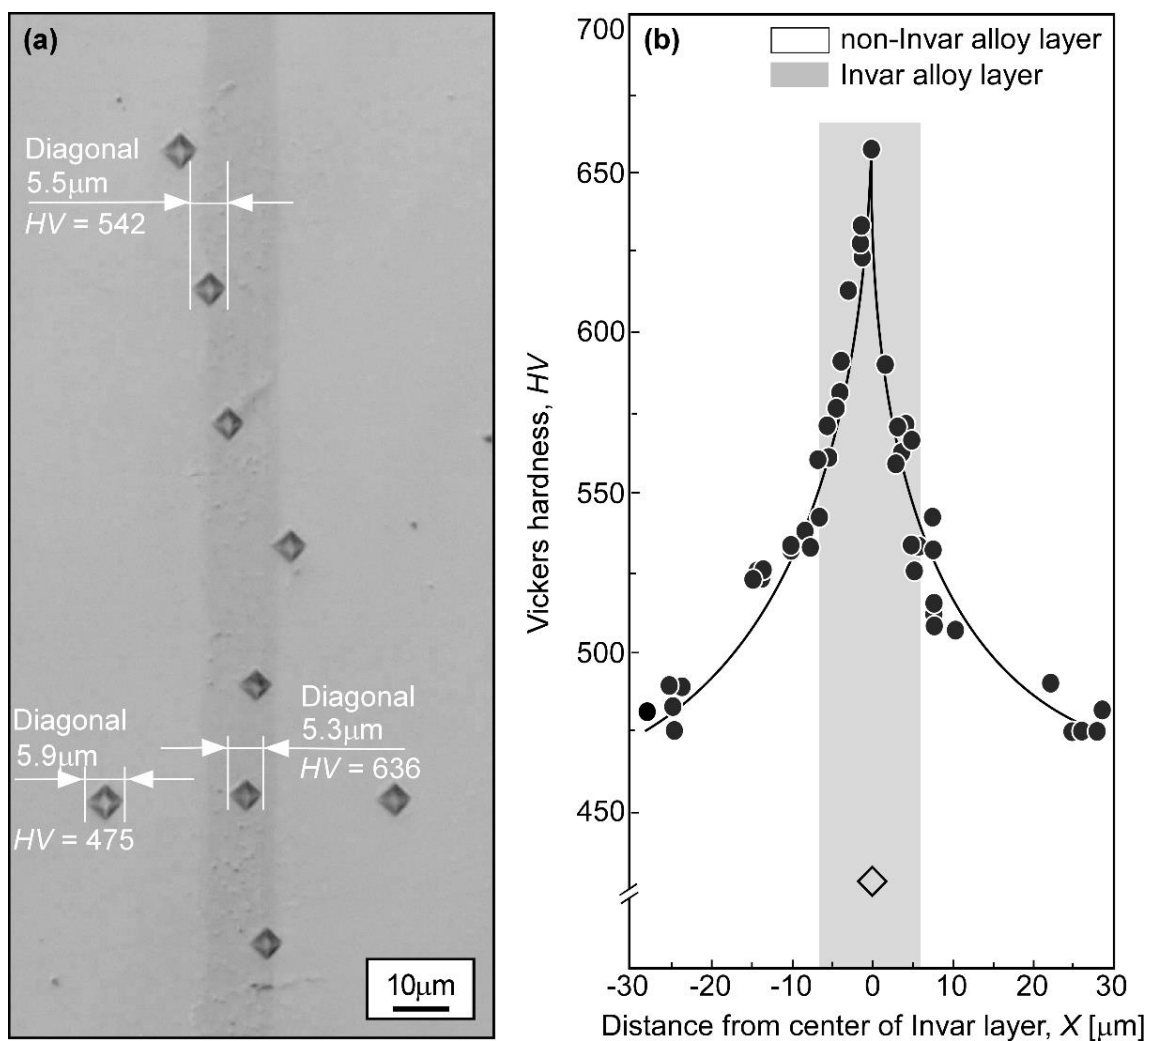 (a)
Diagonal
5.5μm
HV = 542
Diagonal
5.9μm
HV = 475
Diagonal
5.3μm
HV = 636
10μm
(b)
non-Invar alloy layer
Invar alloy layer
Vickers hardness, HV
700
650
600
550
500
450
-30 -20 -10 0 10 20 30
Distance from center of Invar layer, X [μm]